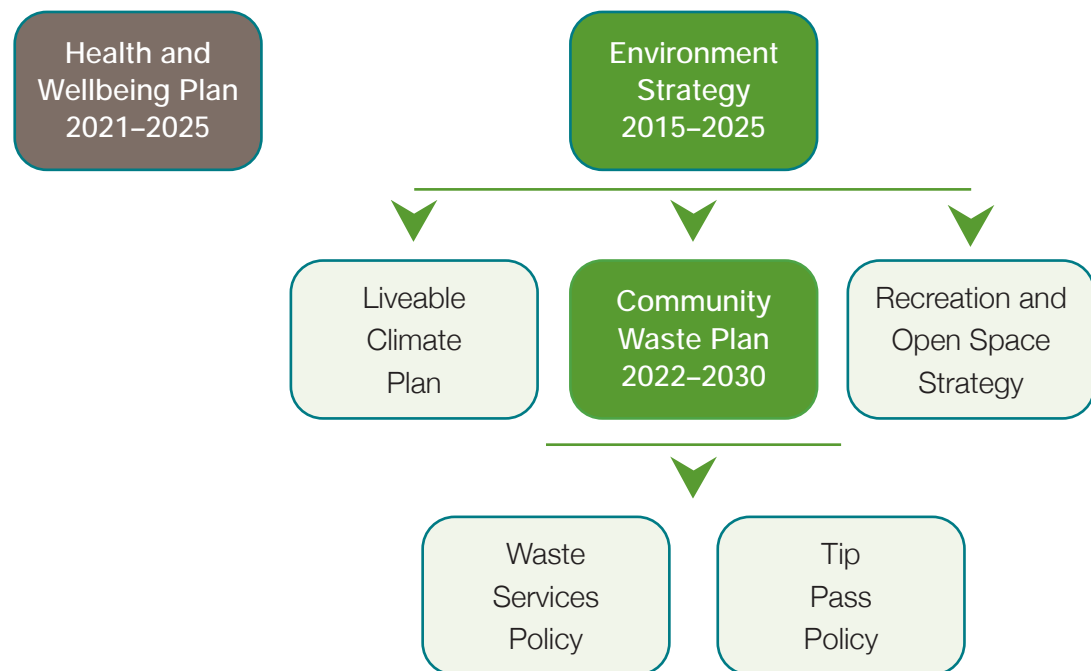 Health and
Wellbeing Plan
2021–2025
Environment
Strategy
2015–2025
Liveable
Climate
Plan
Community
Waste Plan
2022–2030
Recreation and
Open Space
Strategy
Waste
Services
Policy
Tip
Pass
Policy